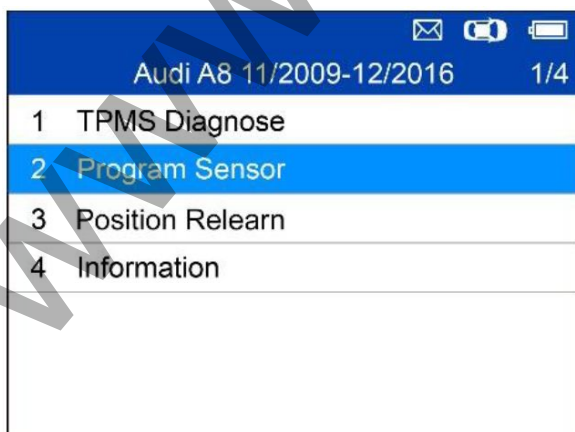 Audi A8 11/2009-12/2016 1/4
1 TPMS Diagnose
2 Program Sensor
3 Position Relearn
4 Information